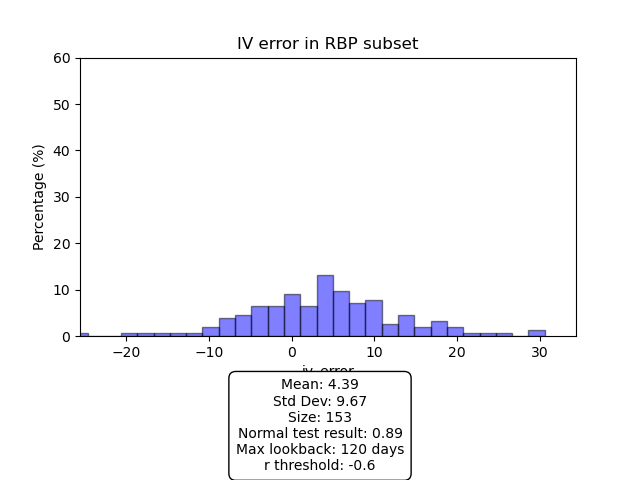 IV error in RBP subset
60
50
40
30
20
10
0
Percentage (%)
−20 −10 0 10 20 30
iv_error
Mean: 4.39
Std Dev: 9.67
Size: 153
Normal test result: 0.89
Max lookback: 120 days
r threshold: -0.6